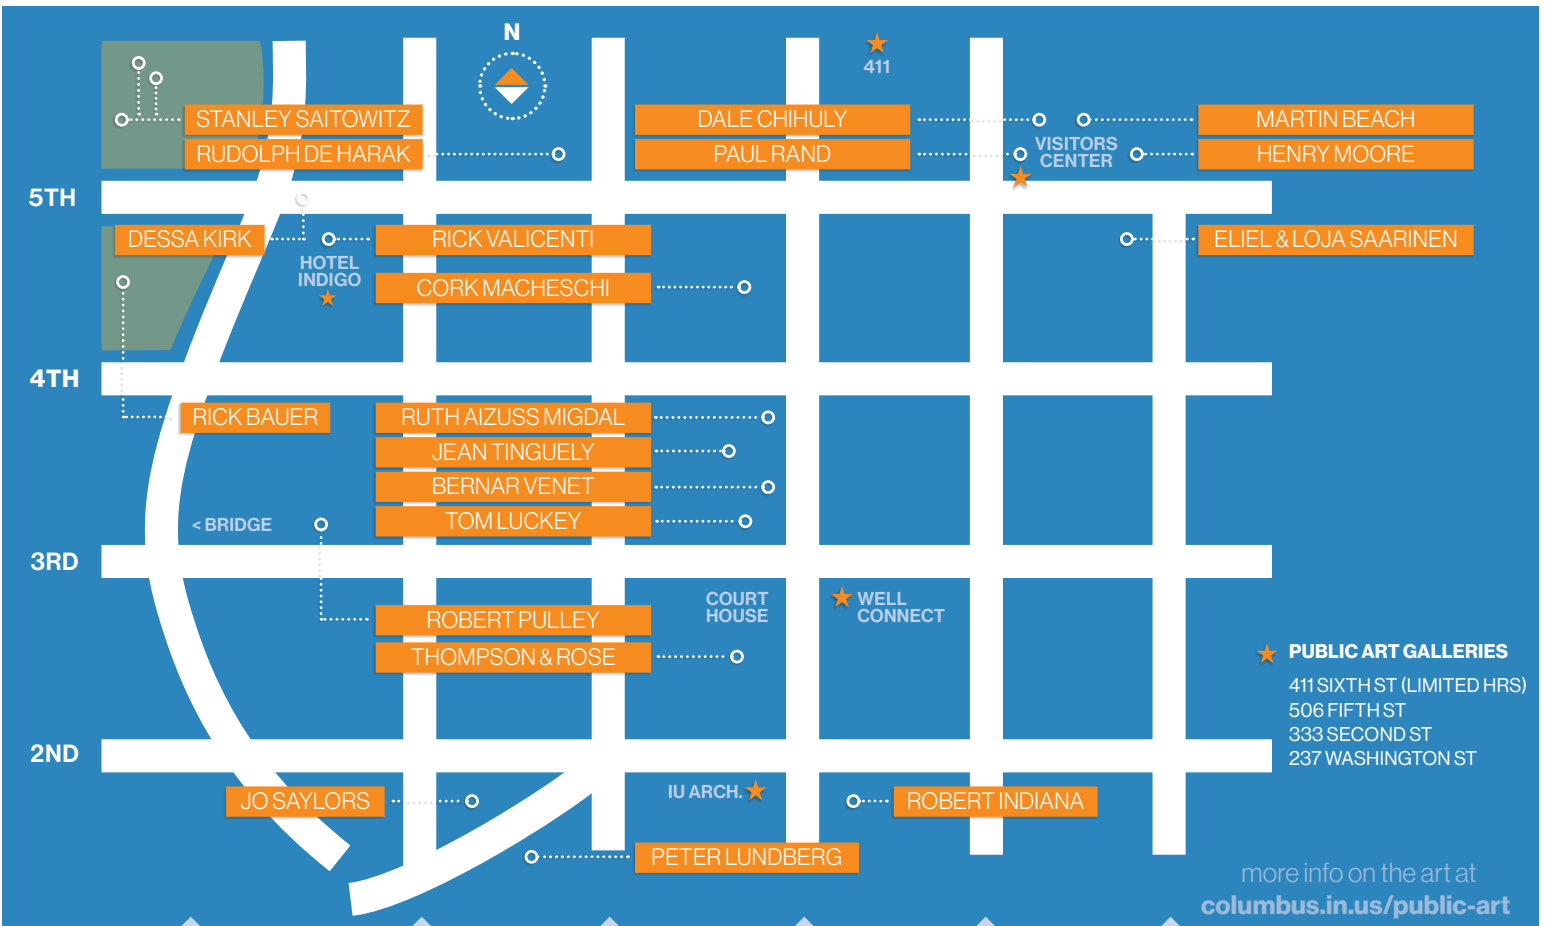 N
411
STANLEY SAITOWITZ
DALE CHIHULY
MARTIN BEACH
RUDOLPH DE HARAK
PAUL RAND
VISITORS
CENTER
HENRY MOORE
5TH
DESSA KIRK
RICK VALICENTI
ELIEL & LOJA SAARINEN
HOTEL
INDIGO
CORK MACHESCHI
4TH
RICK BAUER
RUTH AIZUSS MIGDAL
JEAN TINGUELY
BERNAR VENET
TOM LUCKEY
< BRIDGE
3RD
COURT
HOUSE
WELL
CONNECT
ROBERT PULLEY
THOMPSON & ROSE
PUBLIC ART GALLERIES
411 SIXTH ST (LIMITED HRS)
506 FIFTH ST
333 SECOND ST
237 WASHINGTON ST
2ND
IU ARCH.
JO SAYLORS
ROBERT INDIANA
PETER LUNDBERG
more info on the art at
columbus.in.us/public-art